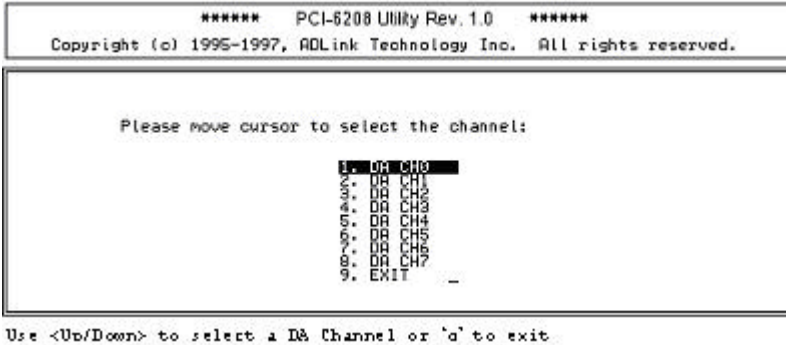 ****** PCI-6208 Utility Rev. 1.0 ******
Copyright (c) 1995-1997, ADLink Technology Inc. All rights reserved.
Please move cursor to select the channel:
1. DA CH0
2. DA CH1
3. DA CH2
4. DA CH3
5. DA CH4
6. DA CH5
7. DA CH6
8. DA CH7
9. EXIT _
Use <Up/Down> to select a DA Channel or 'q' to exit